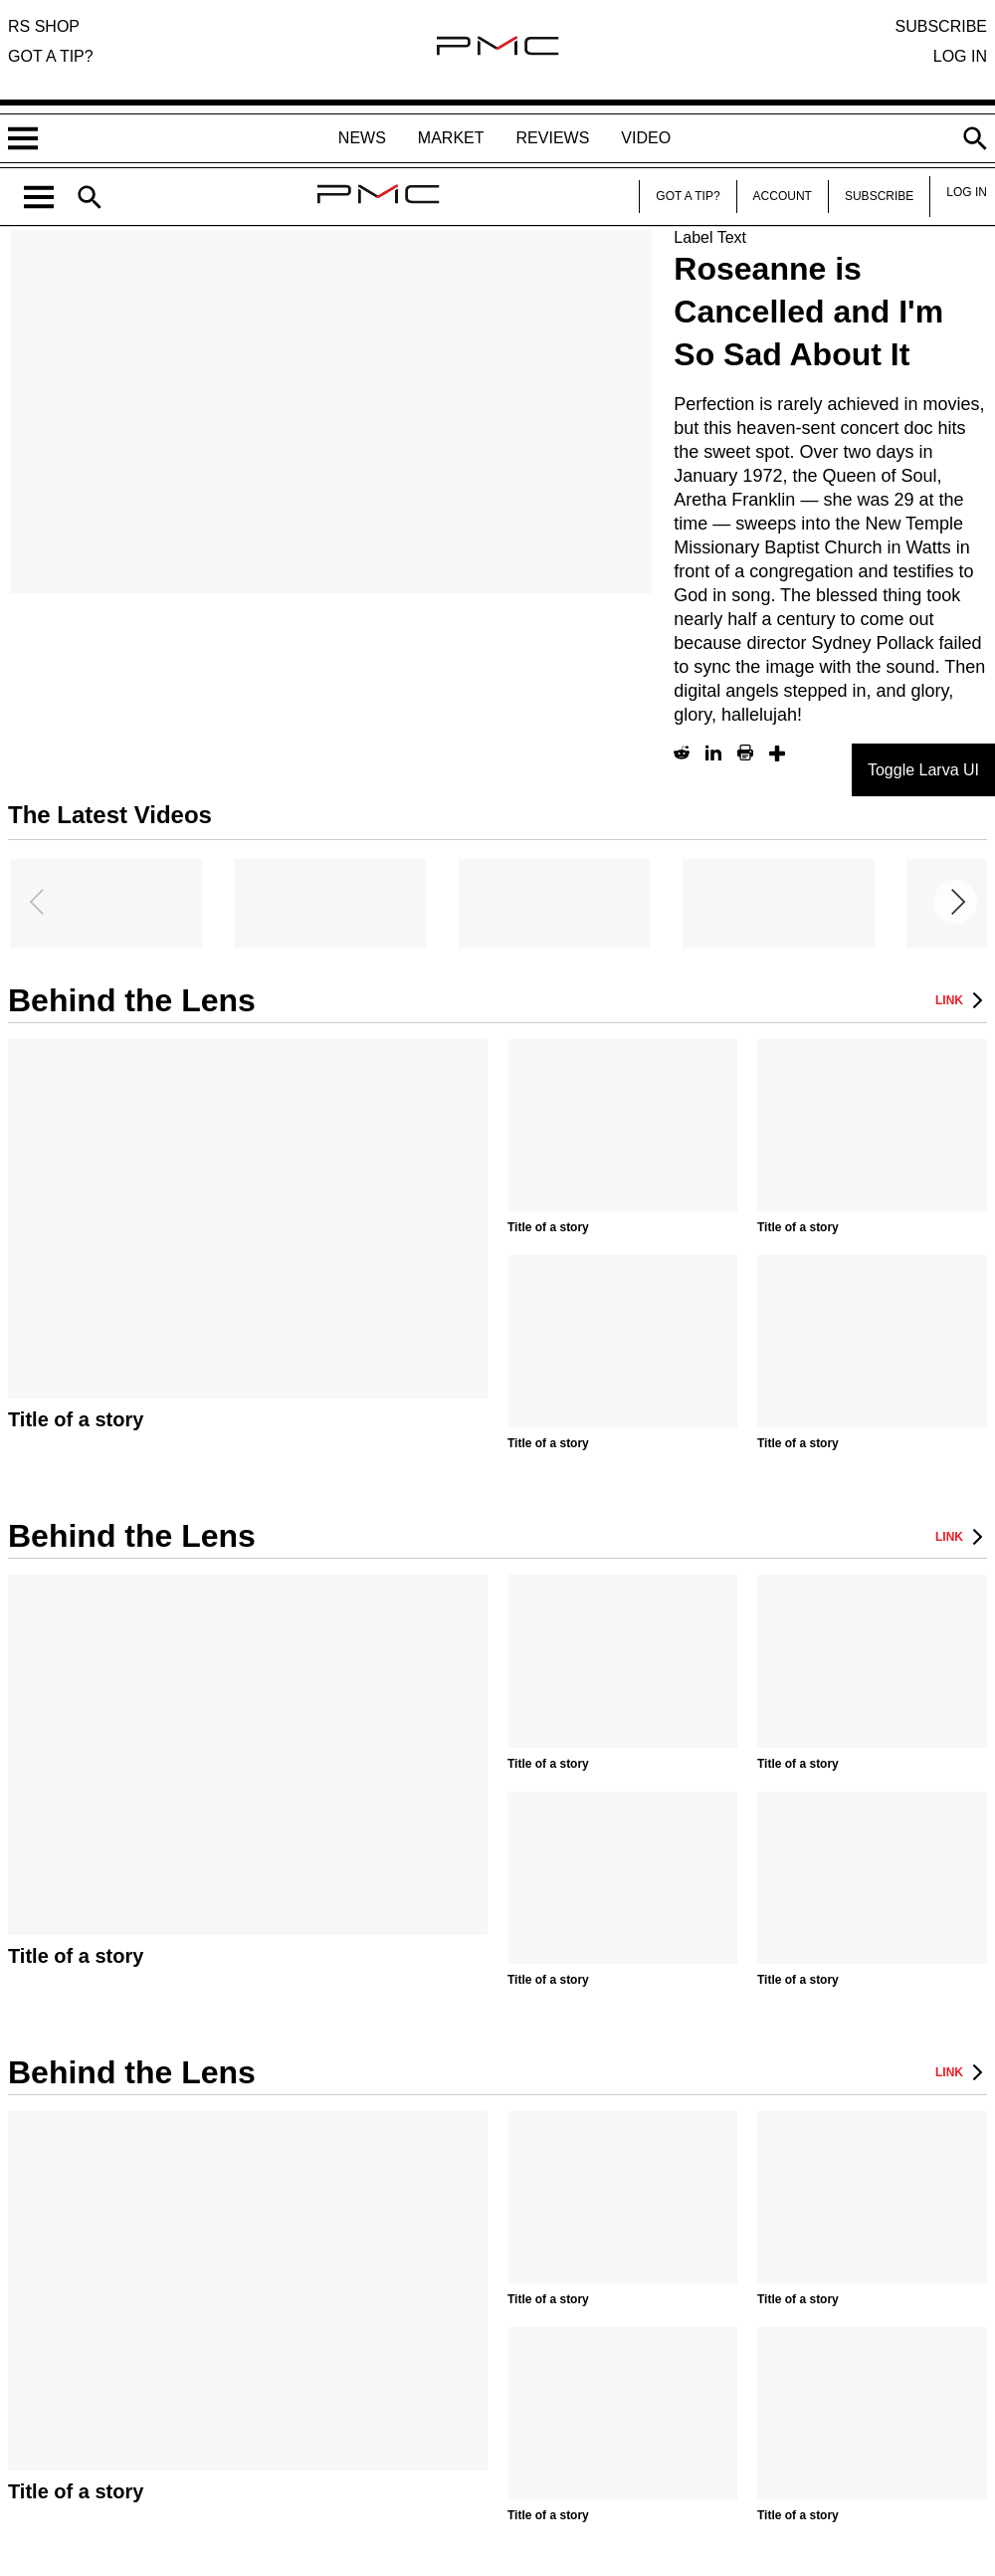 RS SHOP
GOT A TIP?
PMC
SUBSCRIBE
LOG IN
NEWS MARKET REVIEWS VIDEO
PMC
GOT A TIP? ACCOUNT SUBSCRIBE LOG IN
Label Text
Roseanne is
Cancelled and I'm
So Sad About It
Perfection is rarely achieved in movies,
but this heaven-sent concert doc hits
the sweet spot. Over two days in
January 1972, the Queen of Soul,
Aretha Franklin — she was 29 at the
time — sweeps into the New Temple
Missionary Baptist Church in Watts in
front of a congregation and testifies to
God in song. The blessed thing took
nearly half a century to come out
because director Sydney Pollack failed
to sync the image with the sound. Then
digital angels stepped in, and glory,
glory, hallelujah!
Toggle Larva UI
The Latest Videos
Behind the Lens
LINK
Title of a story
Title of a story
Title of a story
Title of a story
Title of a story
Behind the Lens
LINK
Title of a story
Title of a story
Title of a story
Title of a story
Title of a story
Behind the Lens
LINK
Title of a story
Title of a story
Title of a story
Title of a story
Title of a story